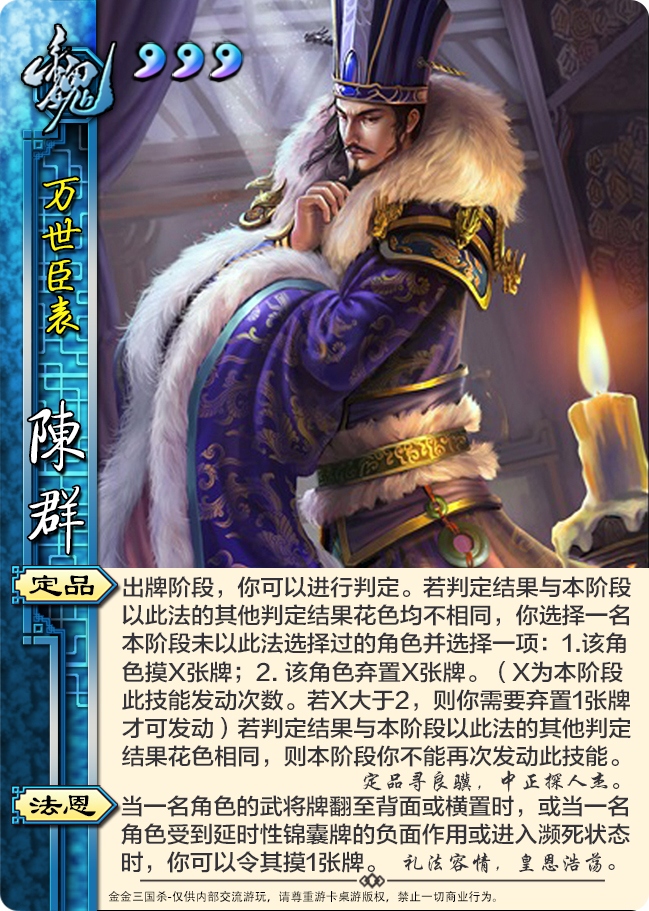 魏
万世臣表
陳群
定品
出牌阶段，你可以进行判定。若判定结果与本阶段
以此法的其他判定结果花色均不相同，你选择一名
本阶段未以此法选择过的角色并选择一项：1.该角
色摸X张牌；2. 该角色弃置X张牌。（X为本阶段
此技能发动次数。若X大于2，则你需要弃置1张牌
才可发动）若判定结果与本阶段以此法的其他判定
结果花色相同，则本阶段你不能再次发动此技能。
定品寻良骥，中正探人杰。
法恩
当一名角色的武将牌翻至背面或横置时，或当一名
角色受到延时性锦囊牌的负面作用或进入濒死状态
时，你可以令其摸1张牌。 礼法容情，皇恩浩荡。
金金三国杀-仅供内部交流游玩，请尊重游卡桌游版权，禁止一切商业行为。